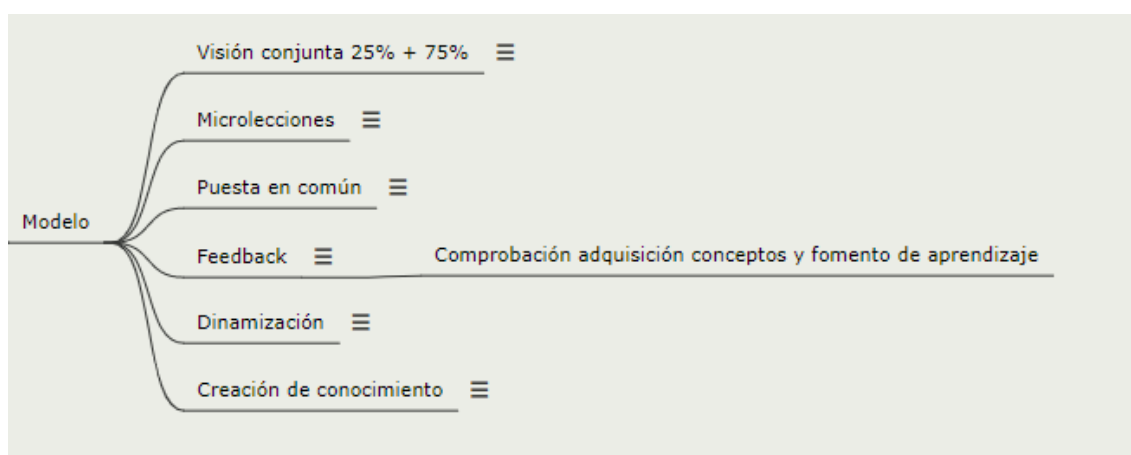 Visión conjunta 25% + 75%
Microlecciones
Puesta en común
Modelo
Feedback
Comprobación adquisición conceptos y fomento de aprendizaje
Dinamización
Creación de conocimiento